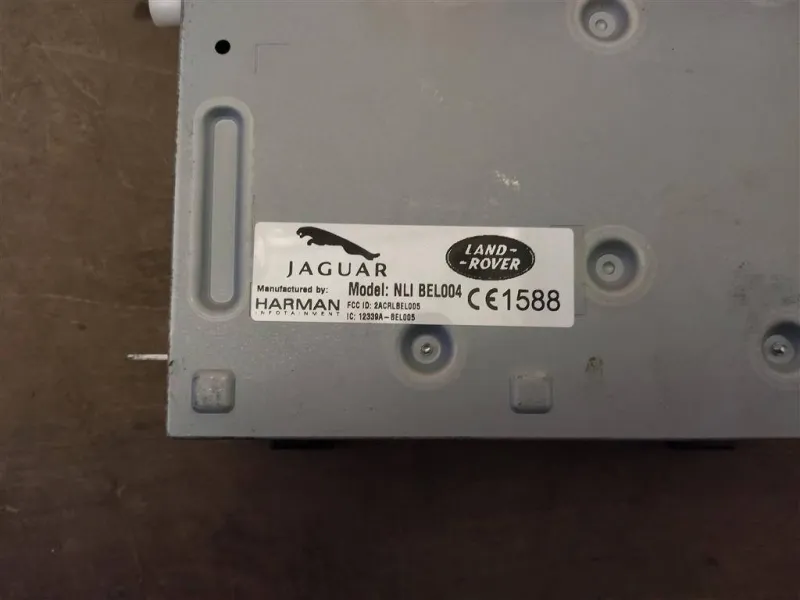 JAGUAR
LAND-
-ROVER
Manufactured by:
HARMAN
INFOTAINMENT
Model: NLI BEL004
FCC ID: 2ACRLBEL005
IC: 12339A-BEL005
CE1588